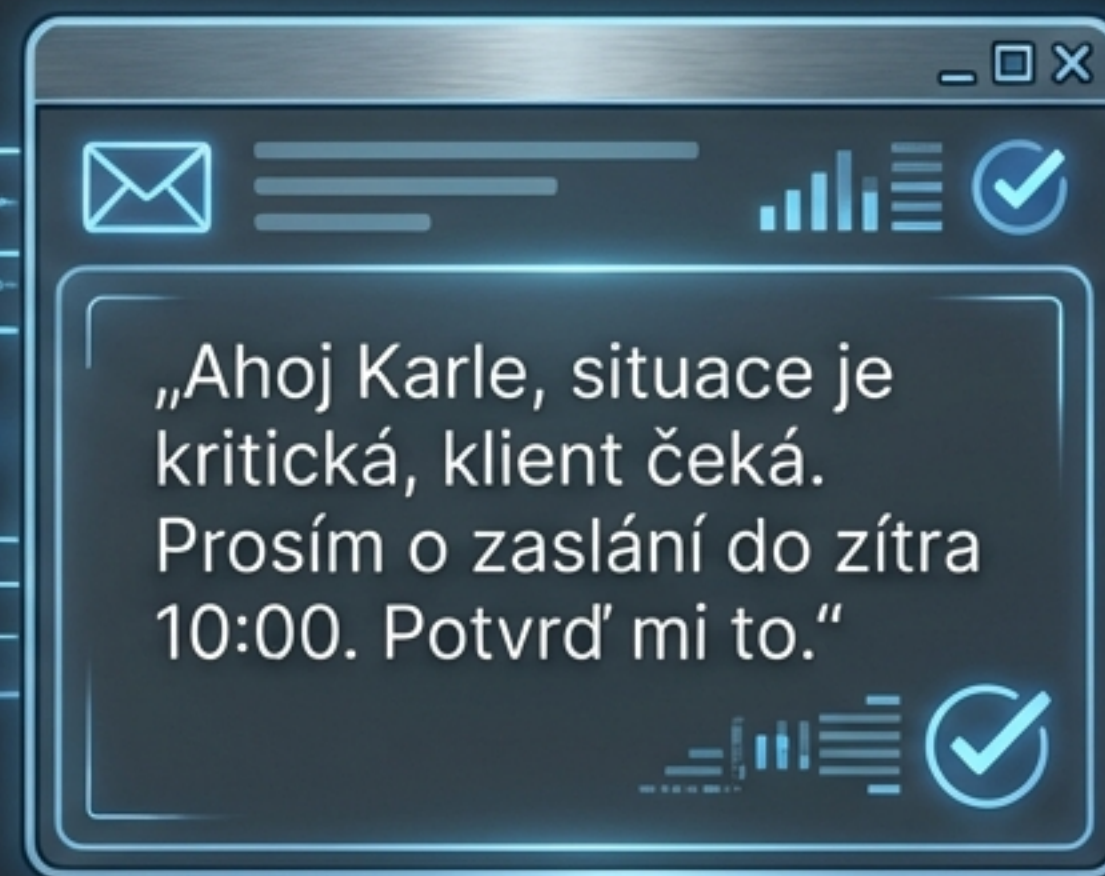 „Ahoj Karle, situace je
kritická, klient čeká.
Prosím o zaslání do zítra
10:00. Potvrď mi to.“